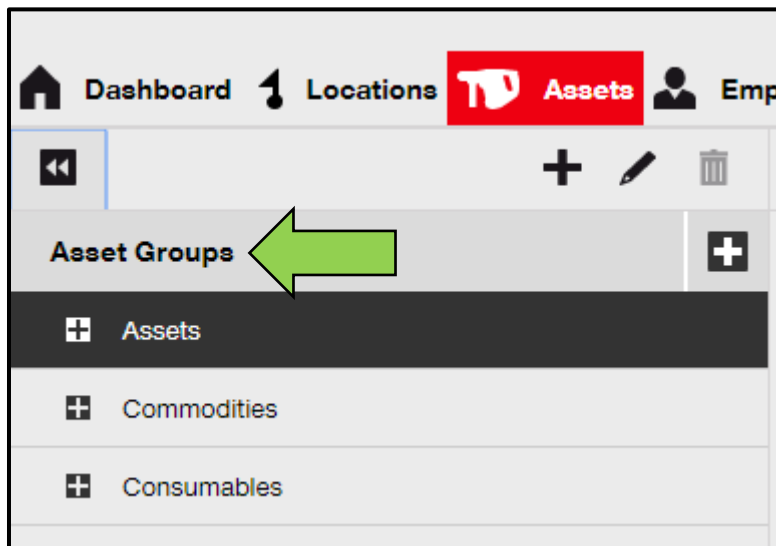 Dashboard Locations Assets Emp
Asset Groups
Assets
Commodities
Consumables